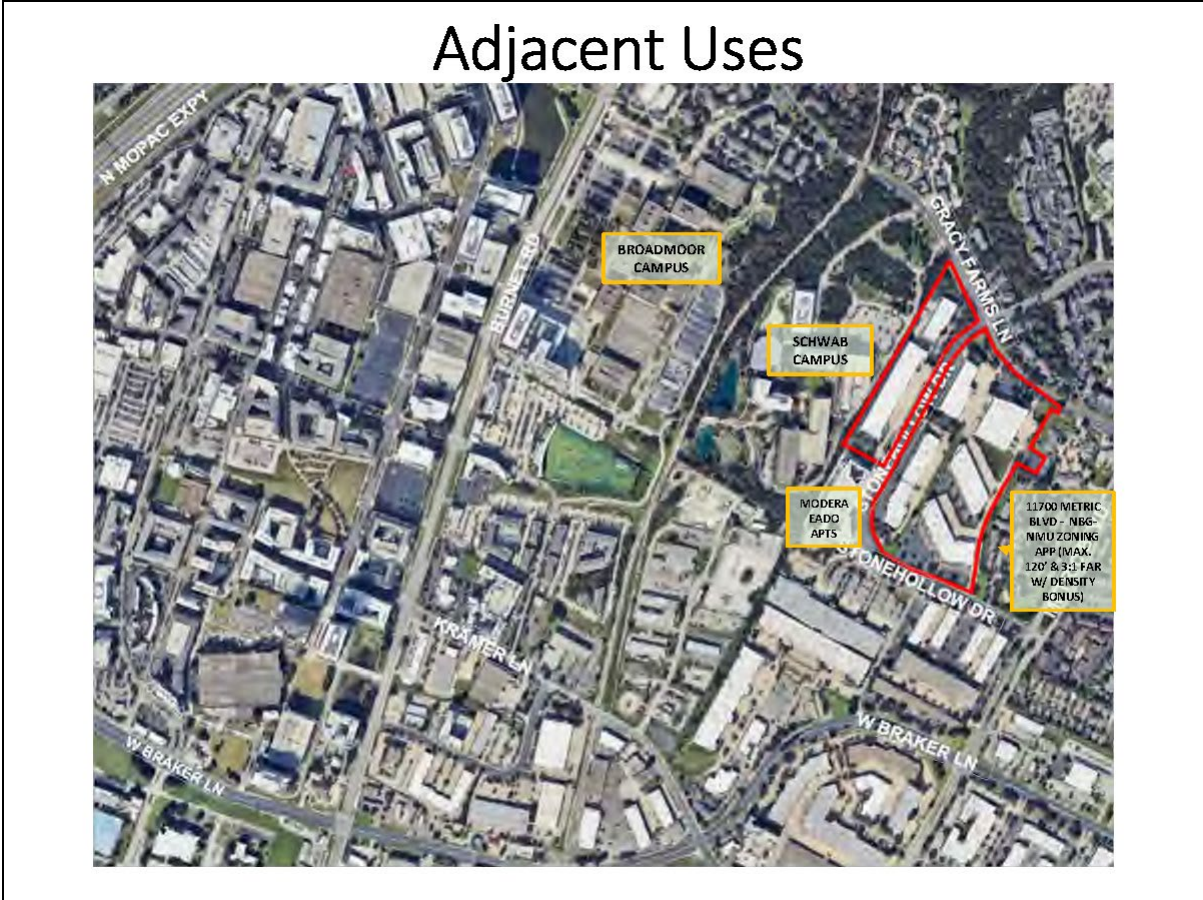 Adjacent Uses
N MOPAC EXPY
BURNET RD
BROADMOOR
CAMPUS
GRACY FARMS LN
SCHWAB
CAMPUS
STONEHOLLOW DR
MODERA
EADO
APTS
11700 METRIC
BLVD - NBG-
NMU ZONING
APP (MAX.
120' & 3:1 FAR
W/ DENSITY
BONUS)
STONEHOLLOW DR
KRAMER LN
W BRAKER LN
W BRAKER LN